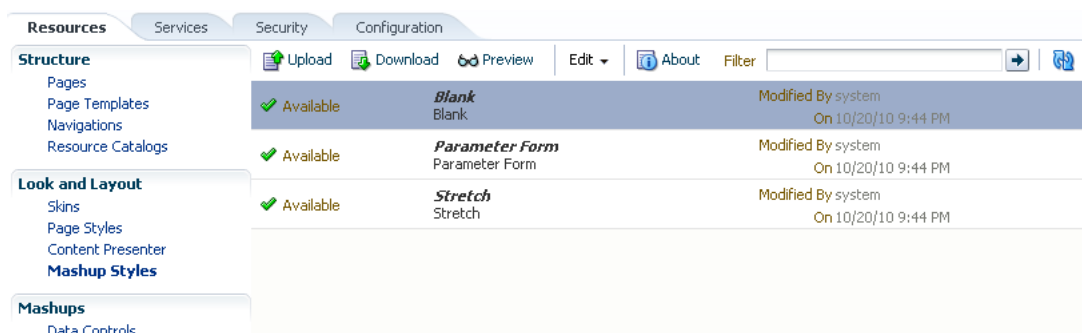 Resources Services Security Configuration
Structure
Pages
Page Templates
Navigations
Resource Catalogs
Look and Layout
Skins
Page Styles
Content Presenter
Mashup Styles
Mashups
Data Controls
Upload Download Preview Edit About Filter
Available Blank Modified By system
Blank On 10/20/10 9:44 PM
Available Parameter Form Modified By system
Parameter Form On 10/20/10 9:44 PM
Available Stretch Modified By system
Stretch On 10/20/10 9:44 PM